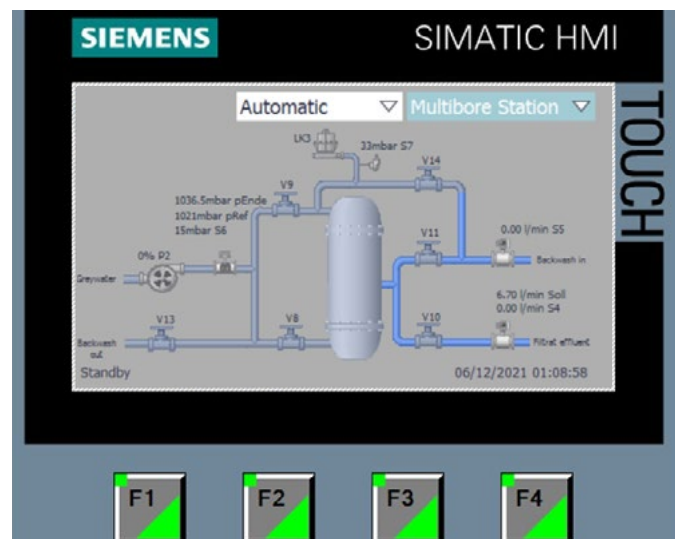 SIEMENS
SIMATIC HMI
TOUCH
Automatic
Multibore Station
LK3
33mbar S7
V14
V9
1036.5mbar pEnde
1021mbar pRef
15mbar S6
V11
0.00 l/min S5
0% P2
Backwash in
Greywater
6.70 l/min Soll
0.00 l/min S4
V13
V8
V10
Backwash
out
Filtrat effluent
Standby
06/12/2021 01:08:58
F1
F2
F3
F4